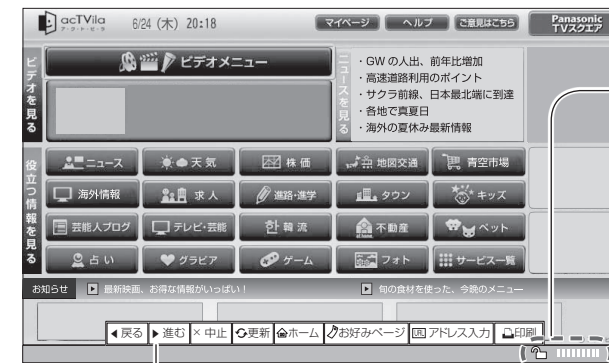 acTVila
ア・ク・ト・ビ・ラ
6/24 (木) 20:18
マイページ ヘルプ ご意見はこちら
Panasonic
TVスクエア
ビデオを見る
ビデオメニュー
ニュースを見る
・GW の人出、前年比増加
・高速道路利用のポイント
・サクラ前線、日本最北端に到達
・各地で真夏日
・海外の夏休み最新情報
役立つ情報を見る
ニュース 天気 株価 地図交通 青空市場
海外情報 求人 進路・進学 タウン キッズ
芸能人ブログ テレビ・芸能 한 韓流 不動産 ペット
占い グラビア ゲーム フォト サービス一覧
お知らせ 最新映画、お得な情報がいっぱい! 旬の食材を使った、今晩のメニュー
戻る 進む × 中止 更新 ホーム お好みページ URL アドレス入力 印刷